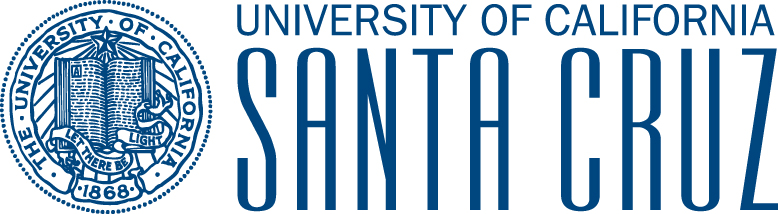 THE · UNIVERSITY · OF · CALIFORNIA ·
A
LET THERE BE
LIGHT
·1868·
UNIVERSITY OF CALIFORNIA
SANTA CRUZ